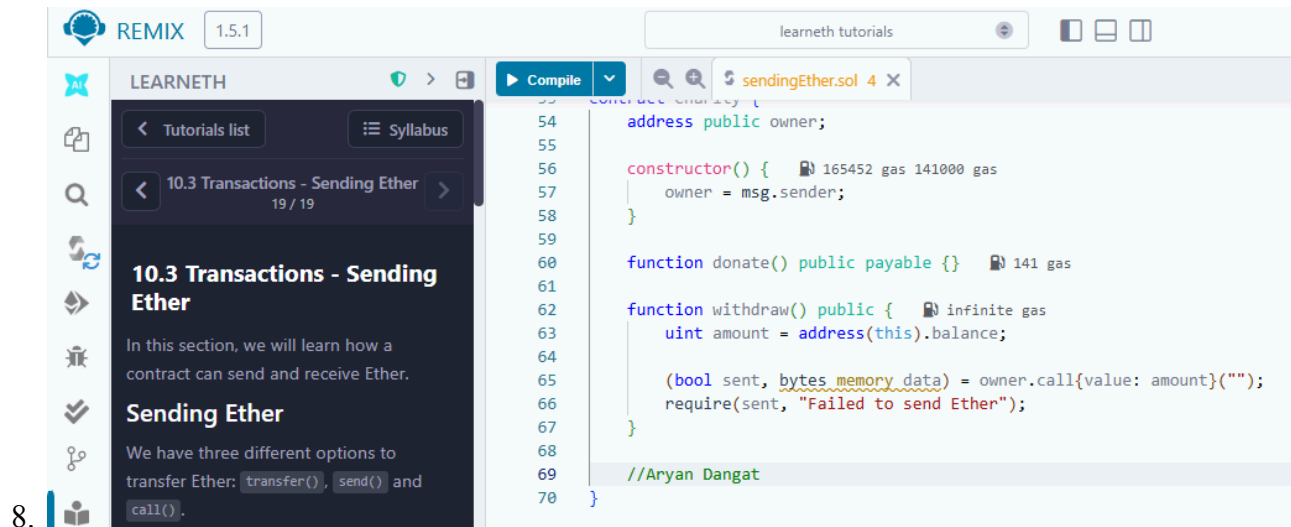 REMIX 1.5.1 learneth tutorials
LEARNETH
Compile sendingEther.sol 4
Tutorials list Syllabus
10.3 Transactions - Sending Ether
19 / 19
10.3 Transactions - Sending
Ether
In this section, we will learn how a
contract can send and receive Ether.
Sending Ether
We have three different options to
transfer Ether: transfer(), send() and
call().
53 contract Charity {
54 address public owner;
55
56 constructor() { 165452 gas 141000 gas
57 owner = msg.sender;
58 }
59
60 function donate() public payable {} 141 gas
61
62 function withdraw() public { infinite gas
63 uint amount = address(this).balance;
64
65 (bool sent, bytes memory data) = owner.call{value: amount}("");
66 require(sent, "Failed to send Ether");
67 }
68
69 //Aryan Dangat
70 }
8.
AI